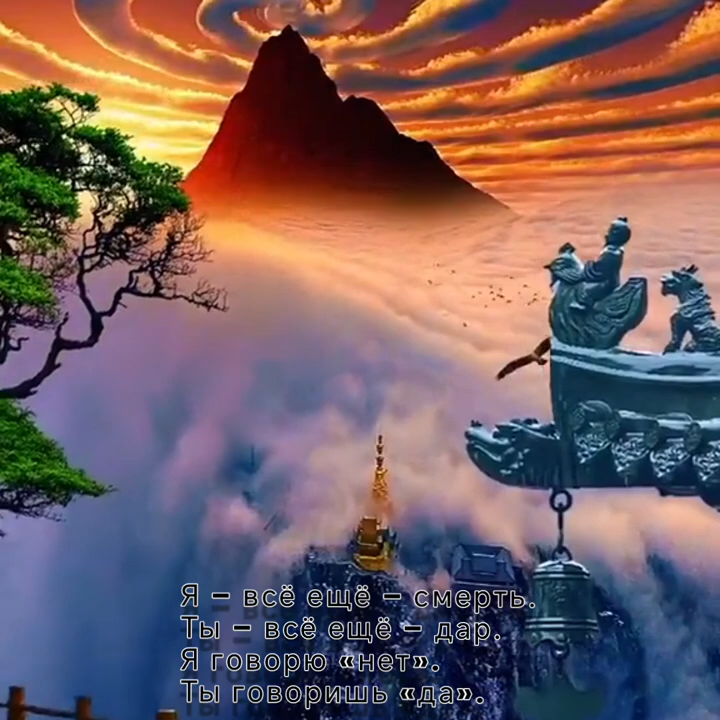 Я – всё ещё – смерть.
Ты – всё ещё – дар.
Я говорю «нет».
Ты говоришь «да».